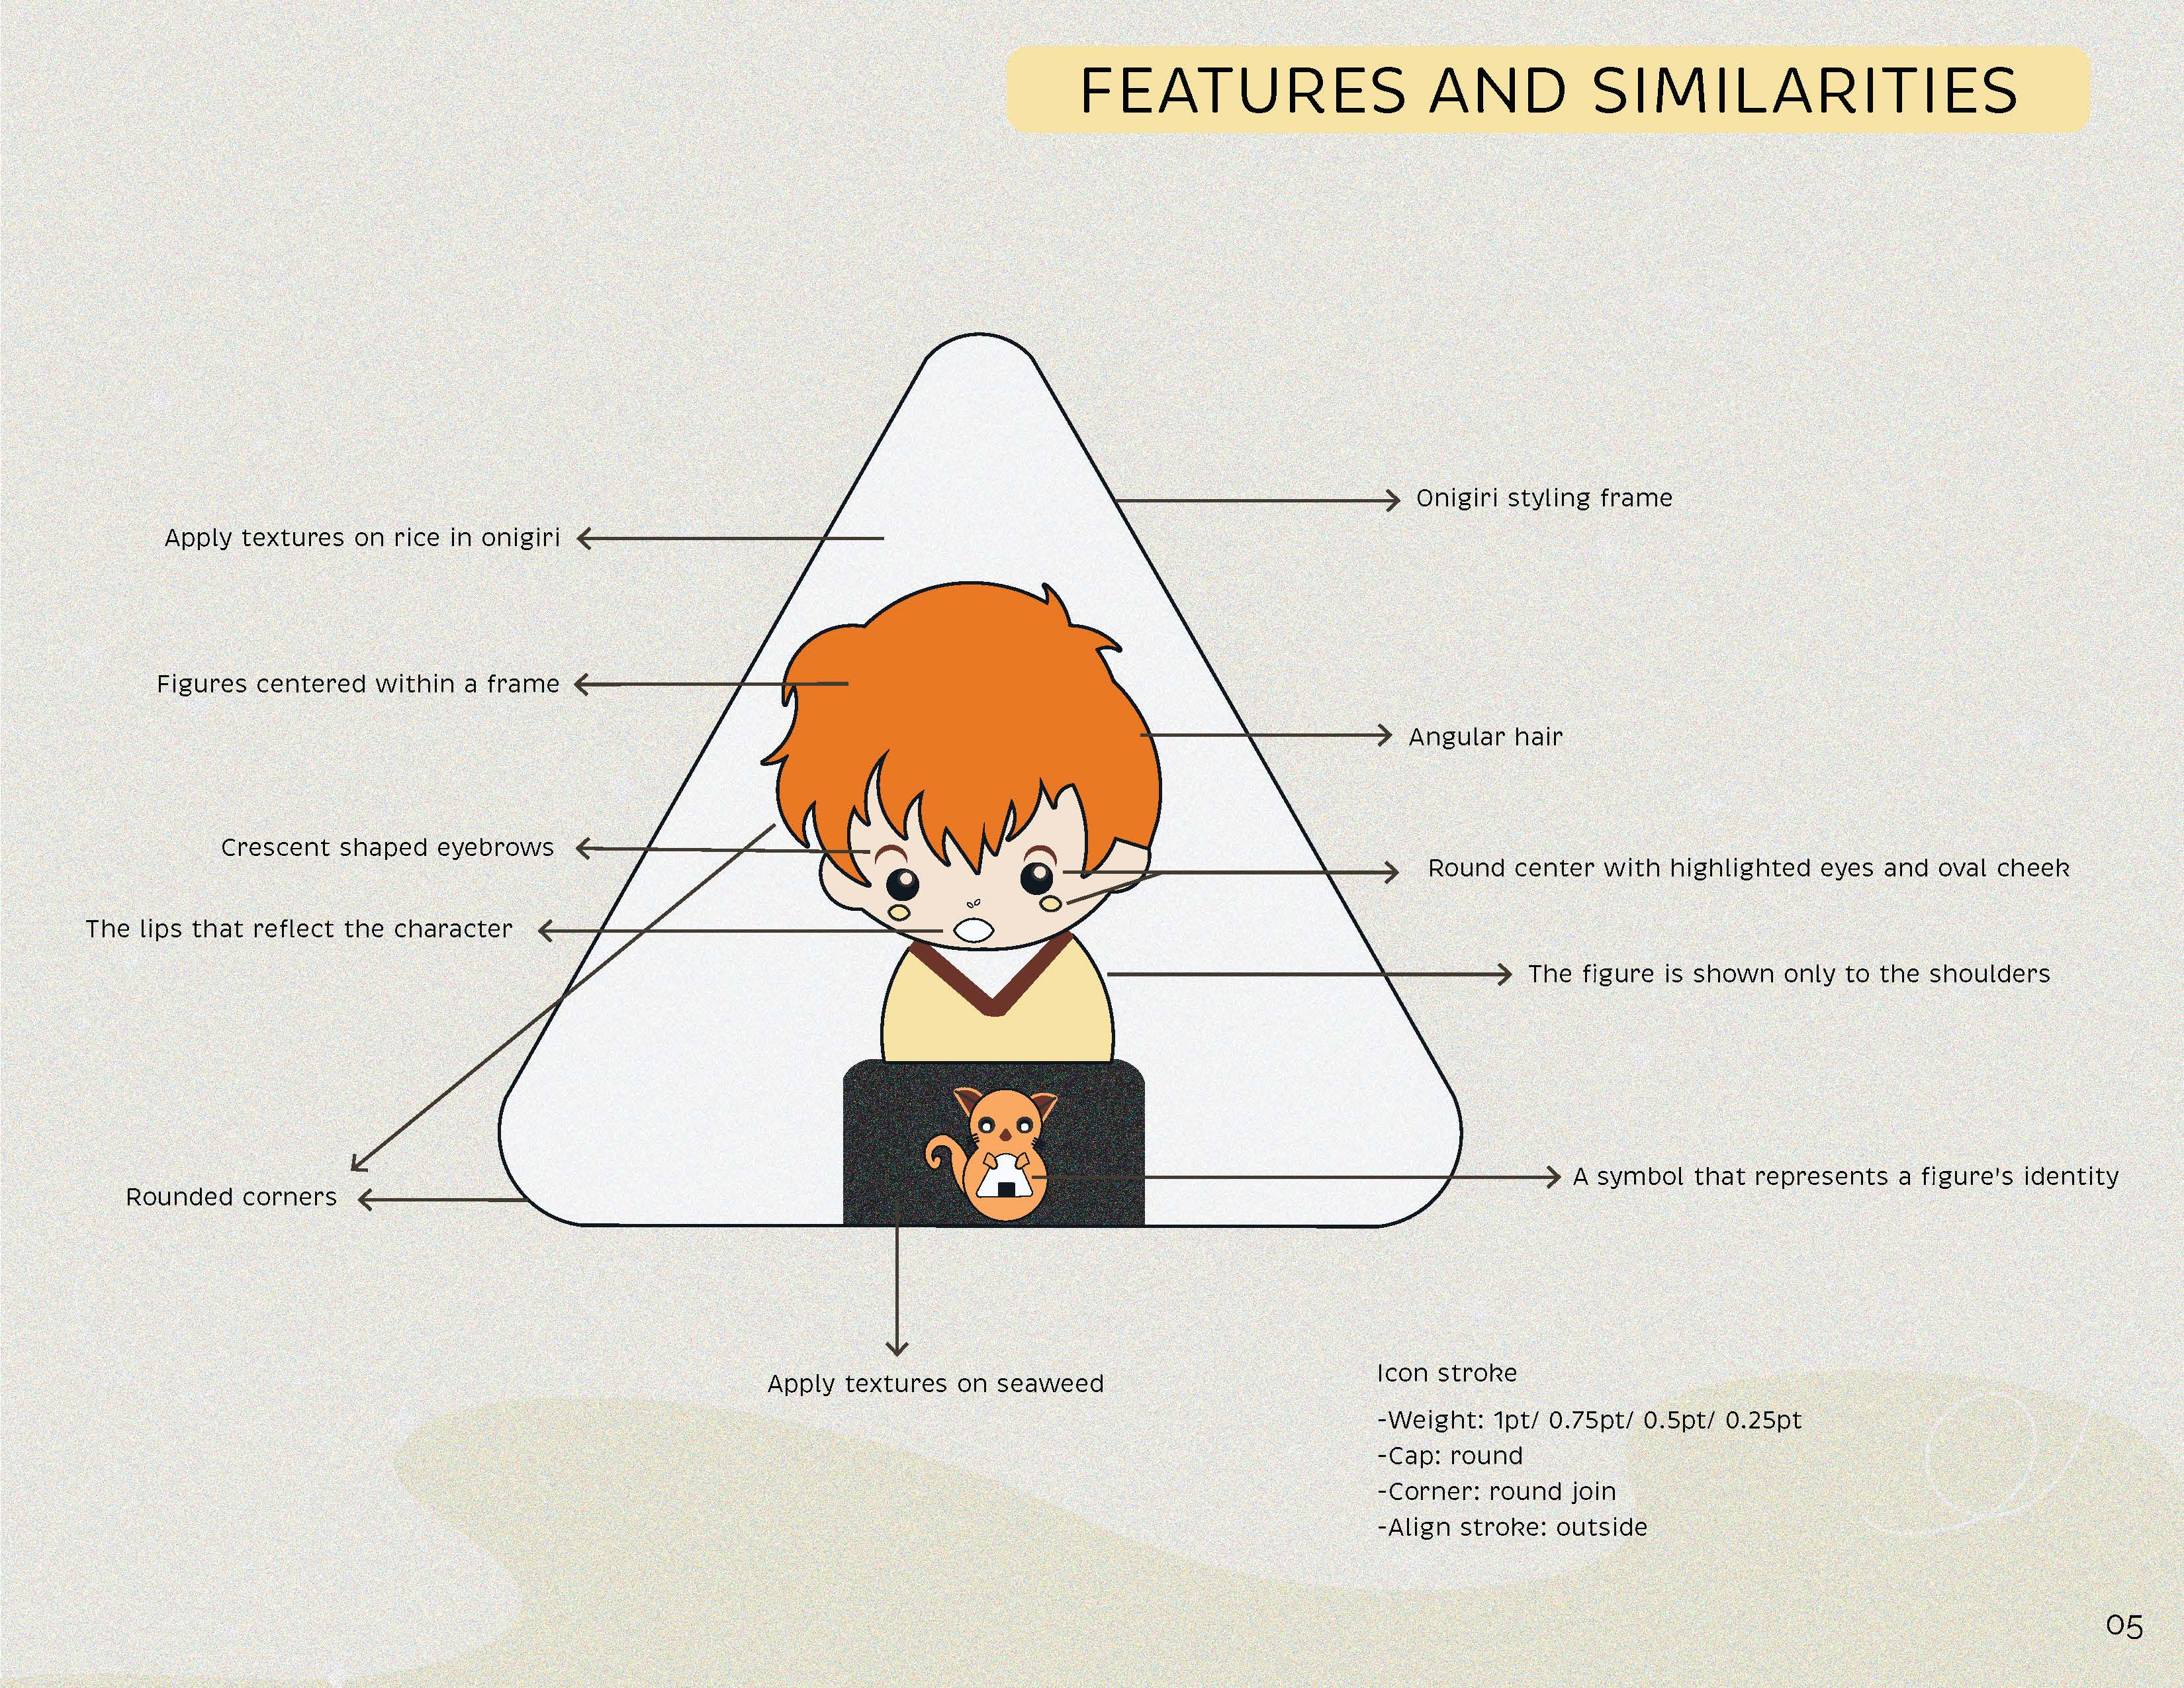 FEATURES AND SIMILARITIES
Onigiri styling frame
Apply textures on rice in onigiri
Figures centered within a frame
Angular hair
Crescent shaped eyebrows
Round center with highlighted eyes and oval cheek
The lips that reflect the character
The figure is shown only to the shoulders
A symbol that represents a figure's identity
Rounded corners
Apply textures on seaweed
Icon stroke
-Weight: 1pt/ 0.75pt/ 0.5pt/ 0.25pt
-Cap: round
-Corner: round join
-Align stroke: outside
05